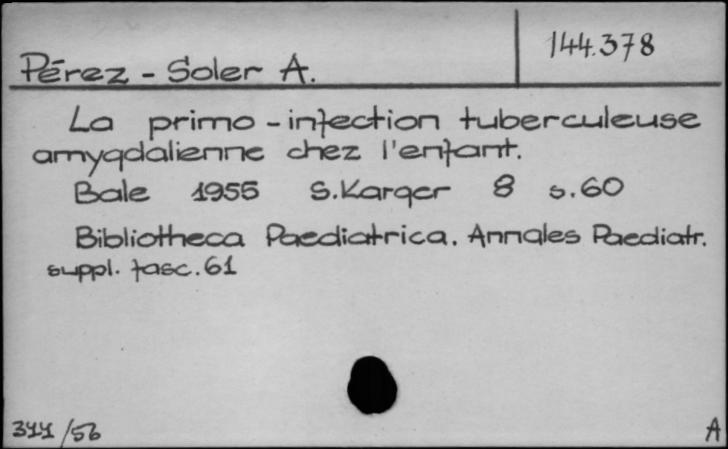 144.378
Pérez - Soler A.
La primo - infection tuberculeuse
amygdalienne chez l'enfant.
Bale 1955 S. Karger 8 s. 60
Bibliotheca Paediatrica. Annales Paediatr.
suppl. fasc. 61
/56
A